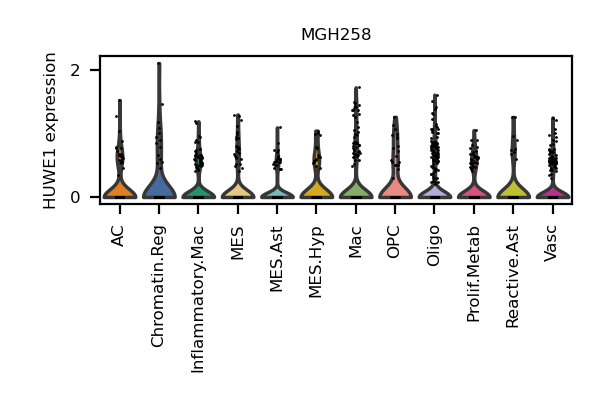 MGH258
HUWE1 expression
2
0
AC
Chromatin.Reg
Inflammatory.Mac
MES
MES.Ast
MES.Hyp
Mac
OPC
Oligo
Prolif.Metab
Reactive.Ast
Vasc